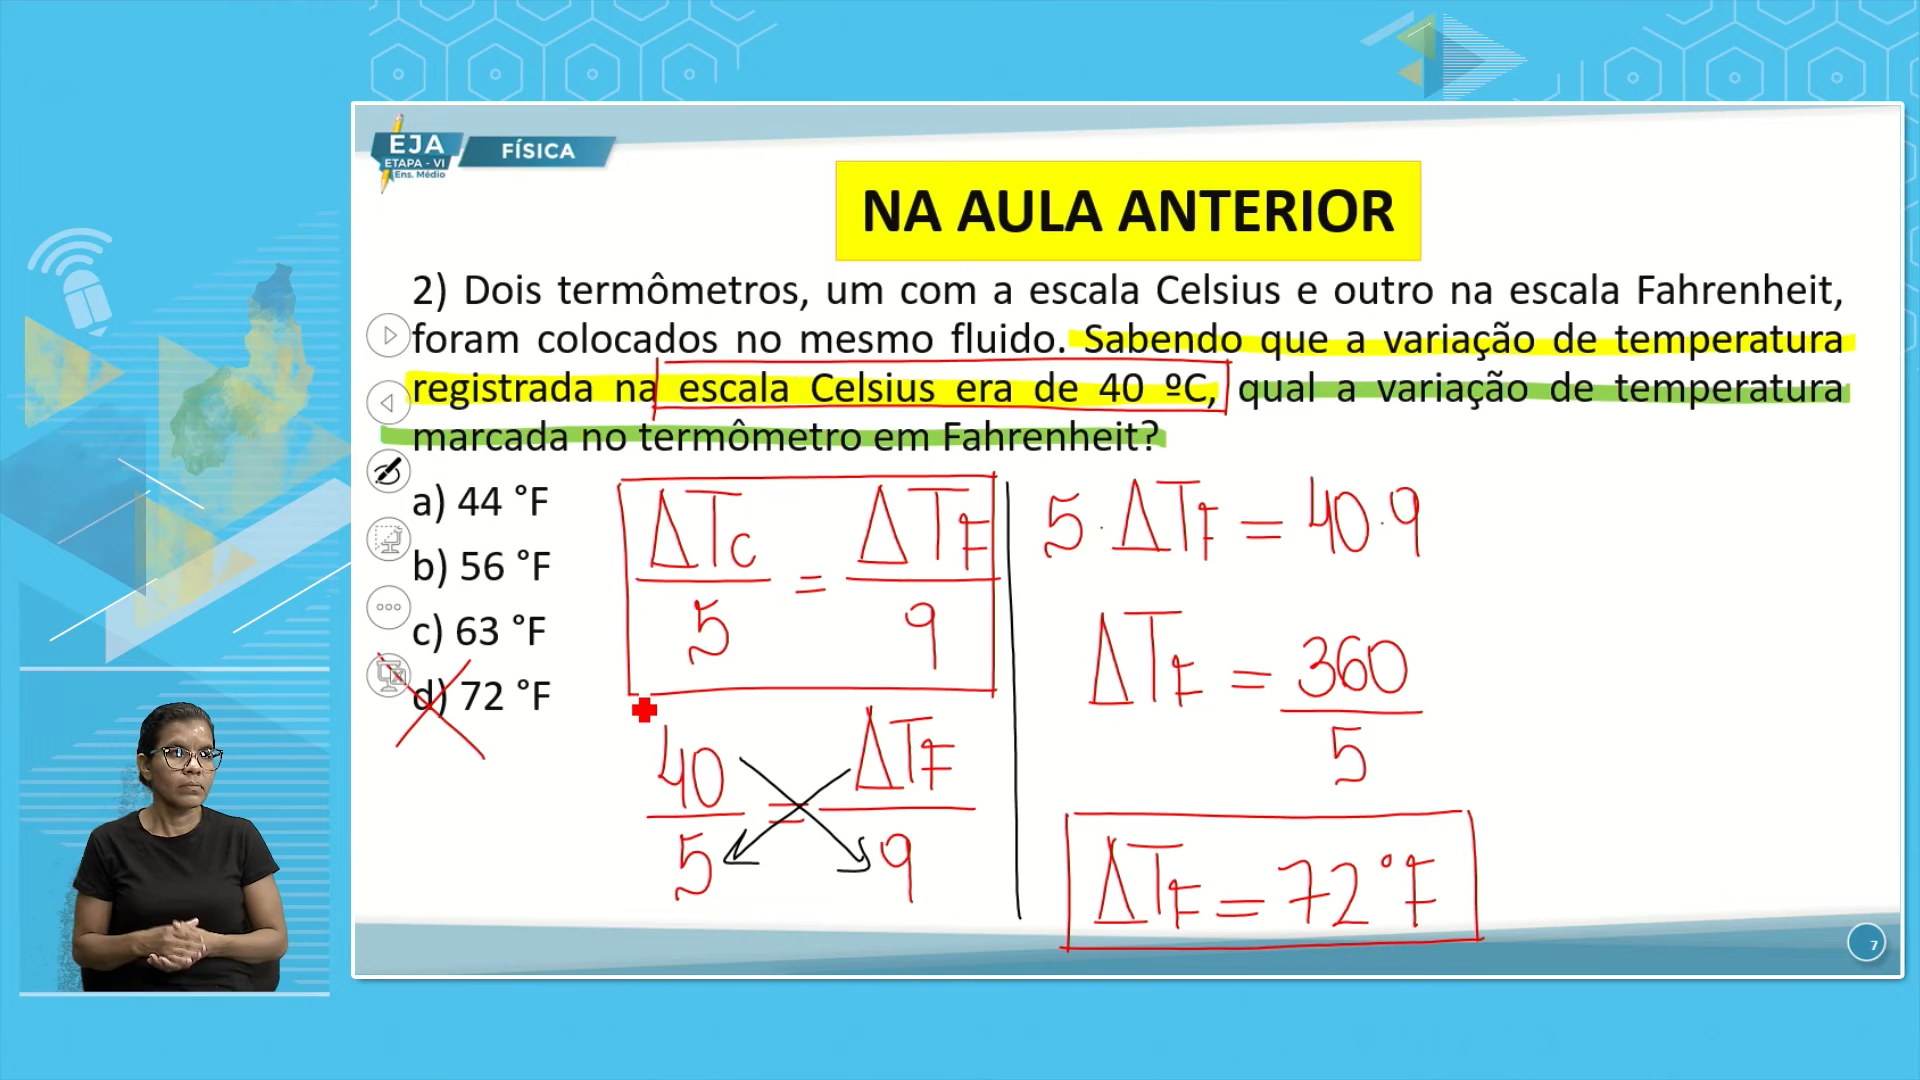 EJA
ETAPA - VI
Ens. Médio
FÍSICA
NA AULA ANTERIOR
2) Dois termômetros, um com a escala Celsius e outro na escala Fahrenheit,
foram colocados no mesmo fluido. Sabendo que a variação de temperatura
registrada na escala Celsius era de 40 ºC, qual a variação de temperatura
marcada no termômetro em Fahrenheit?
a) 44 °F
b) 56 °F
c) 63 °F
d) 72 °F
ΔTc/5 = ΔTF/9
40/5 = ΔTF/9
5 · ΔTF = 40.9
ΔTF = 360/5
ΔTF = 72°F
7